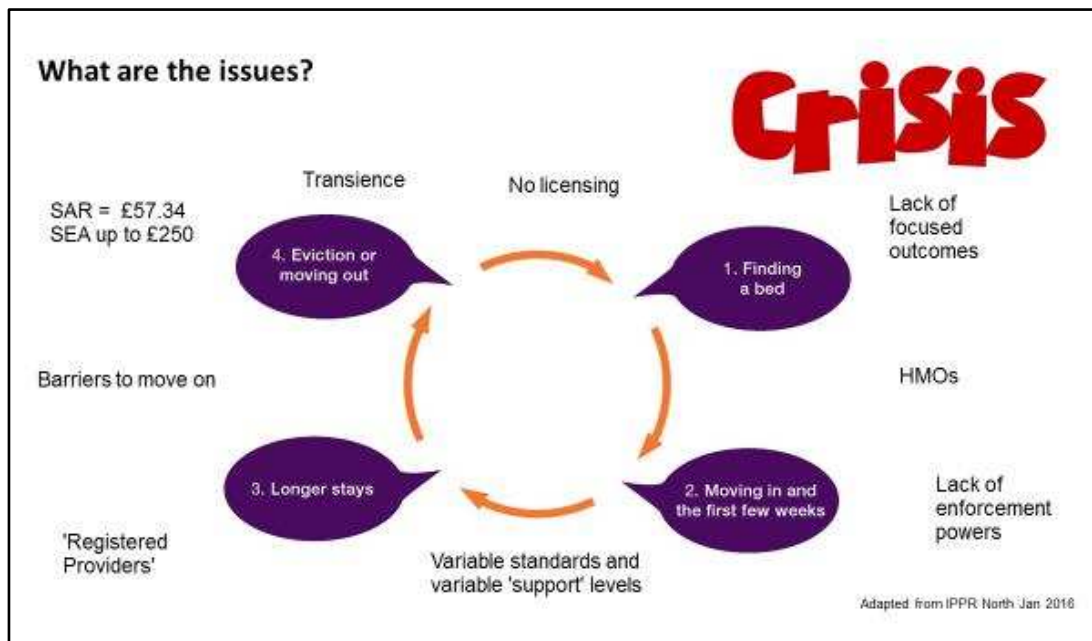 What are the issues?
Crisis
Transience
No licensing
SAR = £57.34
SEA up to £250
Lack of
focused
outcomes
4. Eviction or
moving out
1. Finding
a bed
Barriers to move on
HMOs
3. Longer stays
2. Moving in and
the first few weeks
Lack of
enforcement
powers
'Registered
Providers'
Variable standards and
variable 'support' levels
Adapted from IPPR North Jan 2016